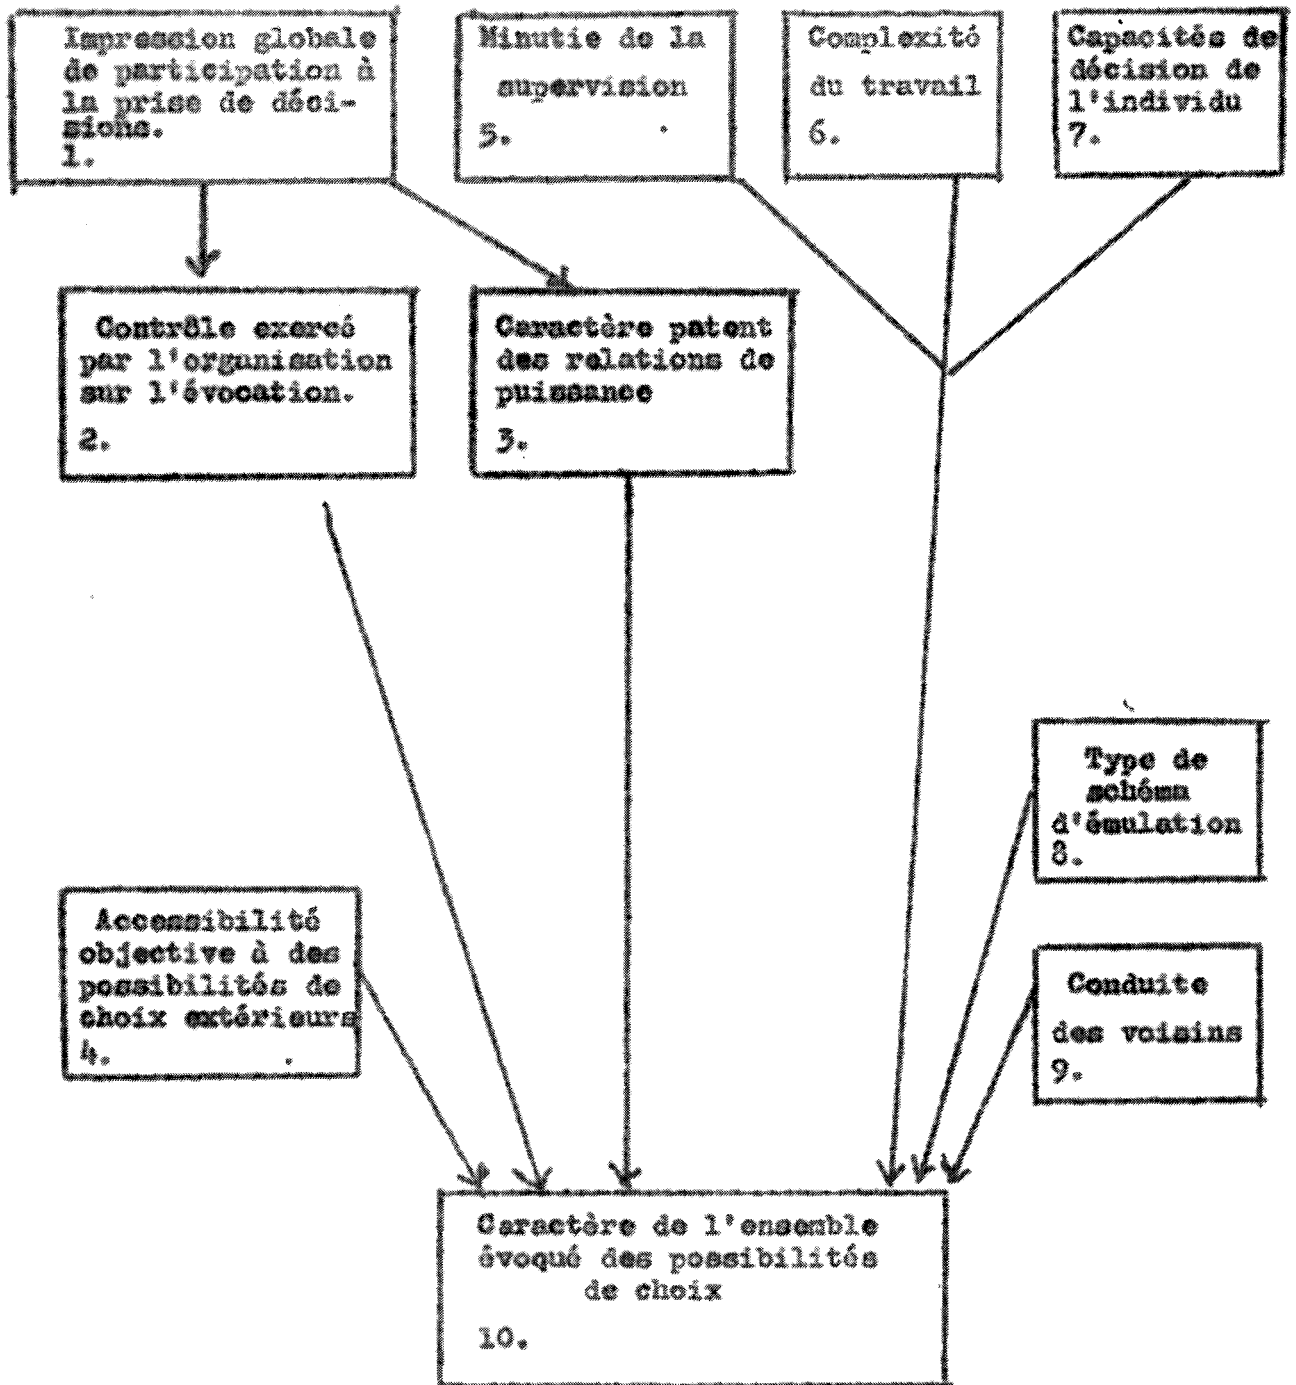 Impression globale
de participation à
la prise de déci-
sions.
1.
Minutie de la
supervision
5.
Complexité
du travail
6.
Capacités de
décision de
l'individu
7.
Contrôle exercé
par l'organisation
sur l'évocation.
2.
Caractère patent
des relations de
puissance
3.
Type de
schéma
d'émulation
8.
Accessibilité
objective à des
possibilités de
choix extérieurs
4.
Conduite
des voisins
9.
Caractère de l'ensemble
évoqué des possibilités
de choix
10.